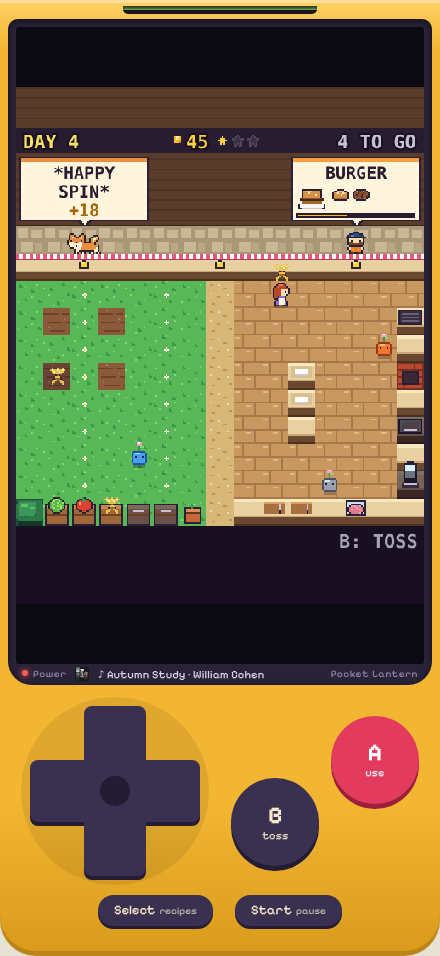 DAY 4
45
4 TO GO
*HAPPY
SPIN*
+18
BURGER
B: TOSS
Power
♪ Autumn Study · William Cohen
Pocket Lantern
A
use
B
toss
Select recipes
Start pause